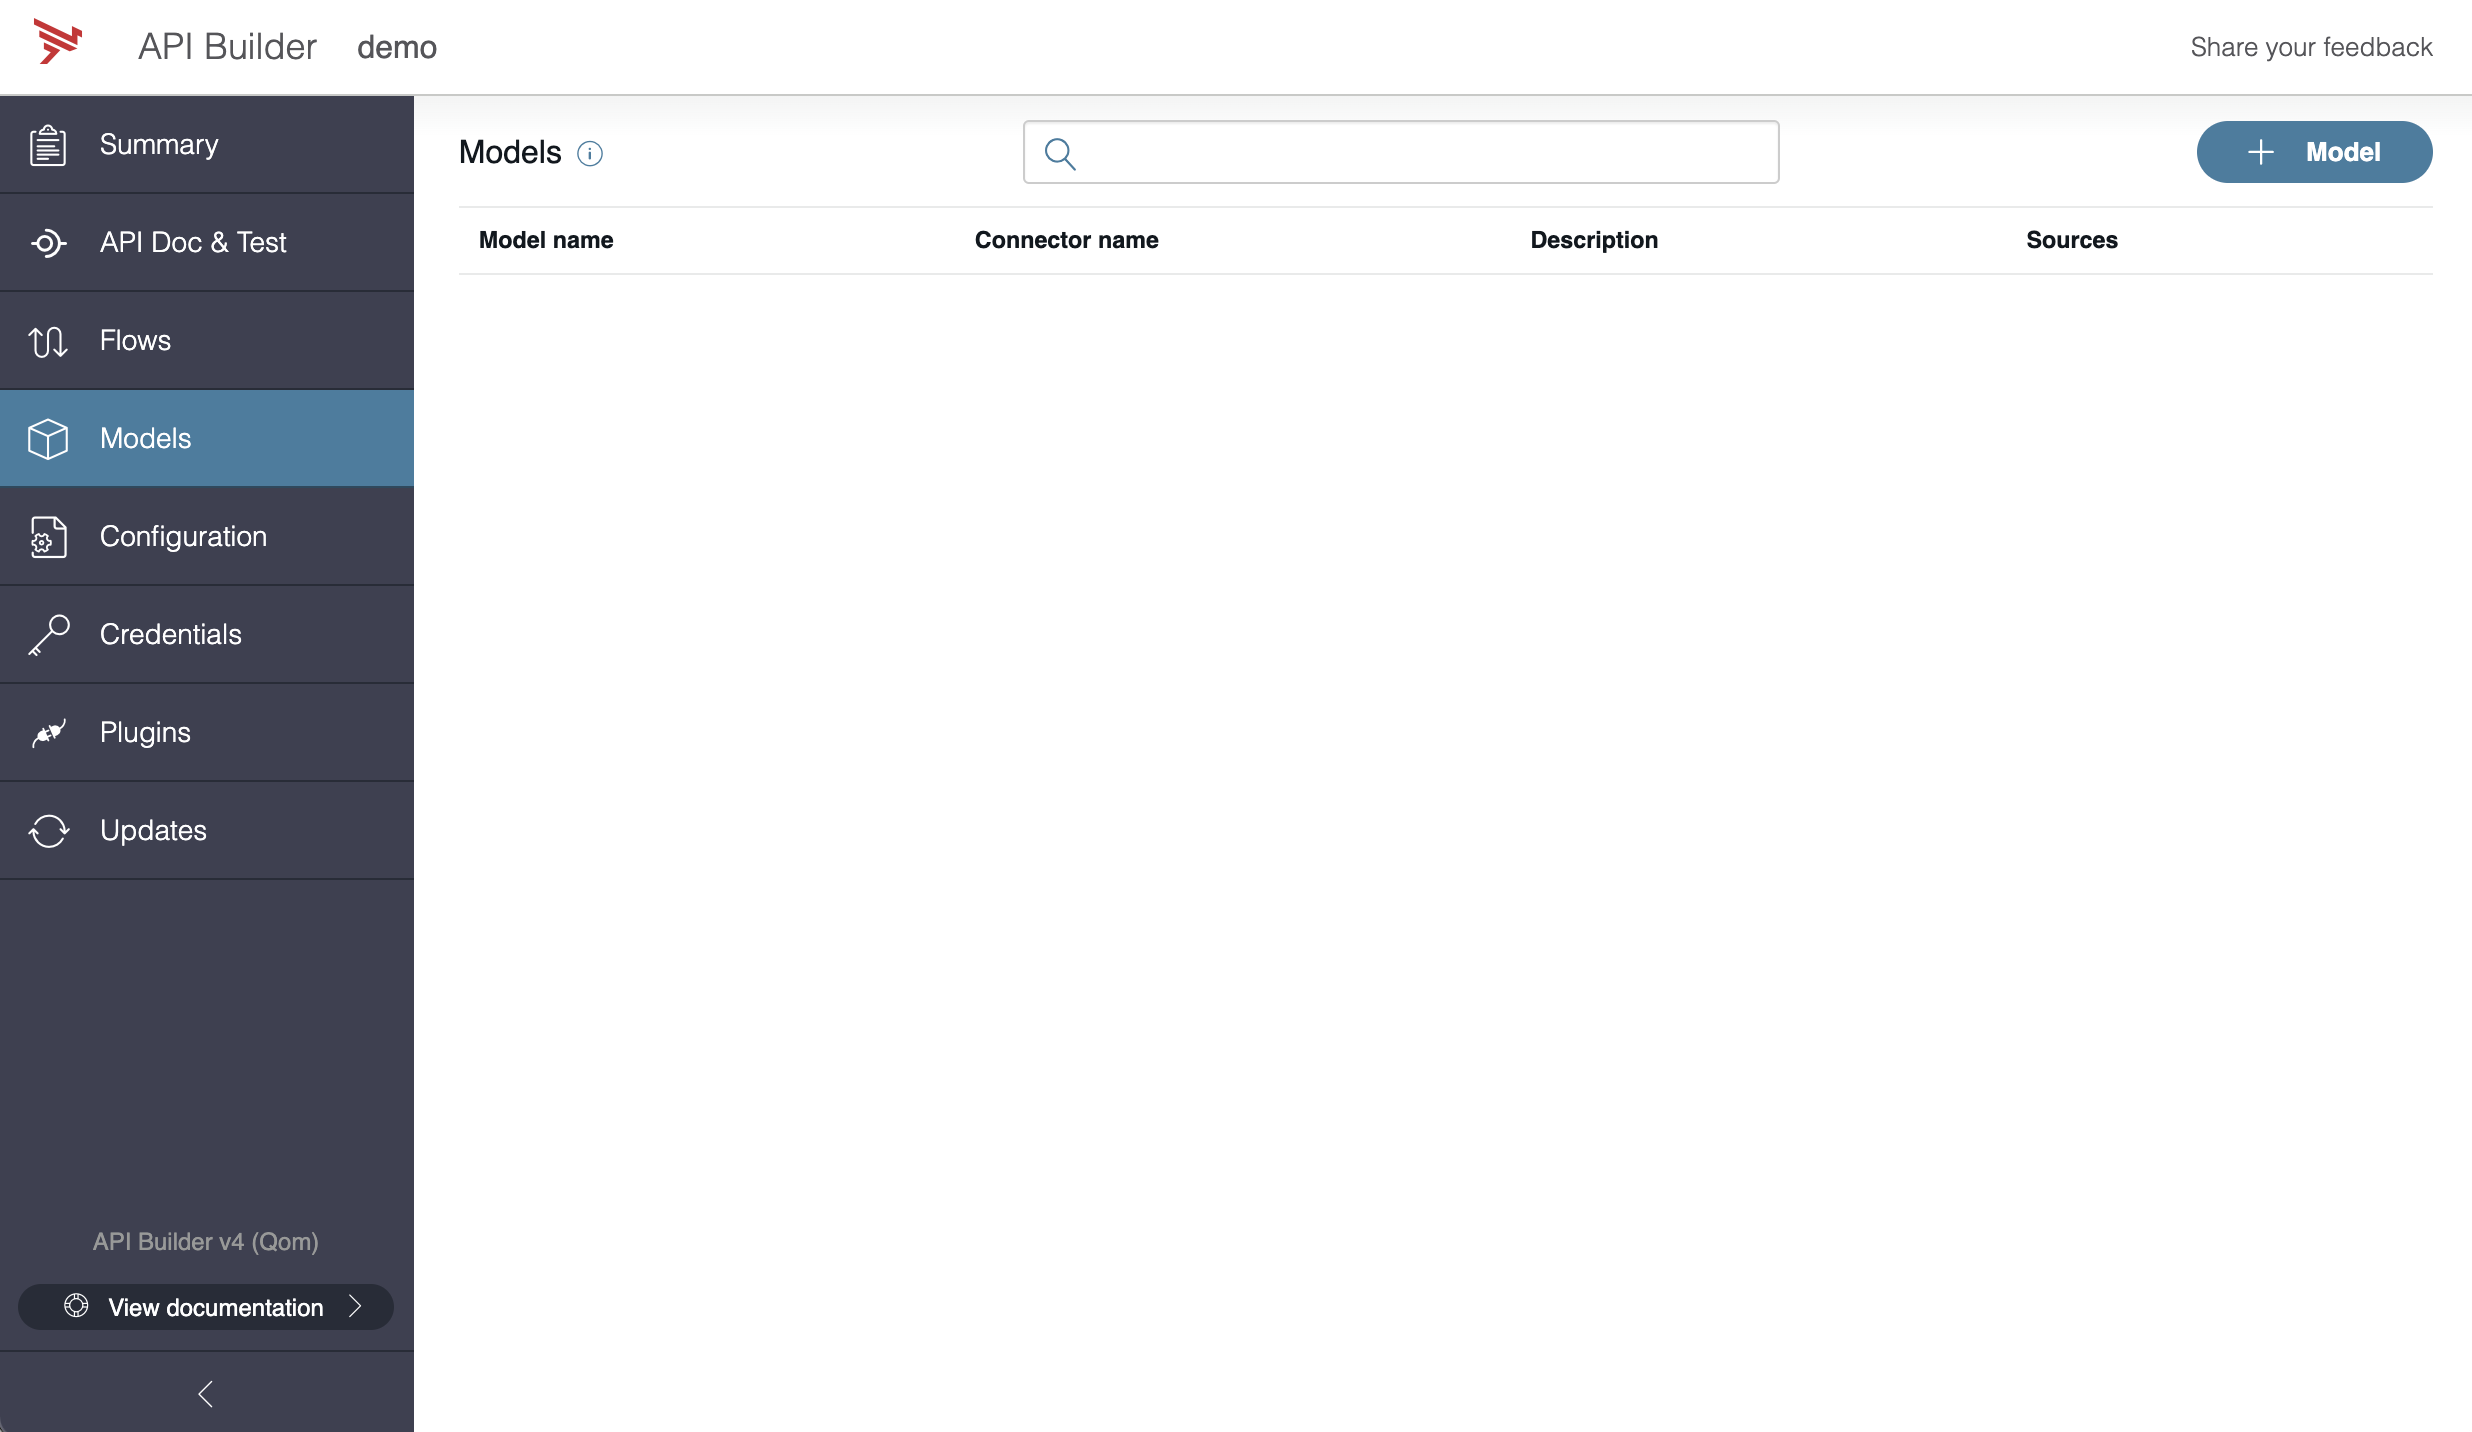 API Builder demo Share your feedback
Summary
API Doc & Test
Flows
Models
Configuration
Credentials
Plugins
Updates
API Builder v4 (Qom)
View documentation
Models
+ Model
Model name Connector name Description Sources